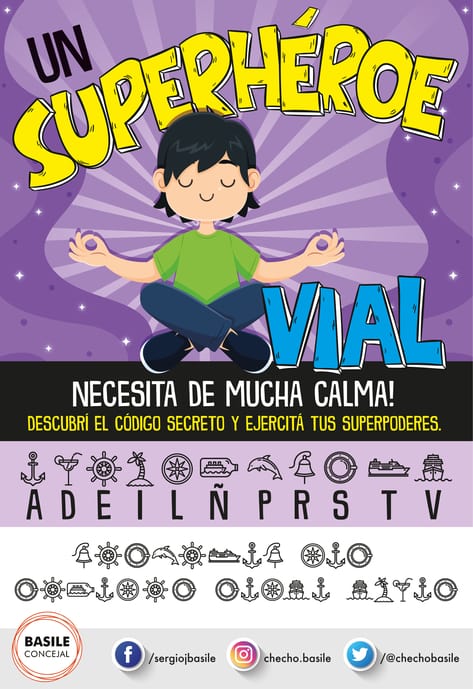 UN
SUPERHÉROE
VIAL
NECESITA DE MUCHA CALMA!
DESCUBRÍ EL CÓDIGO SECRETO Y EJERCITÁ TUS SUPERPODERES.
A D E I L Ñ P R S T V
BASILE
CONCEJAL
/sergiojbasile
checho.basile
/@chechobasile